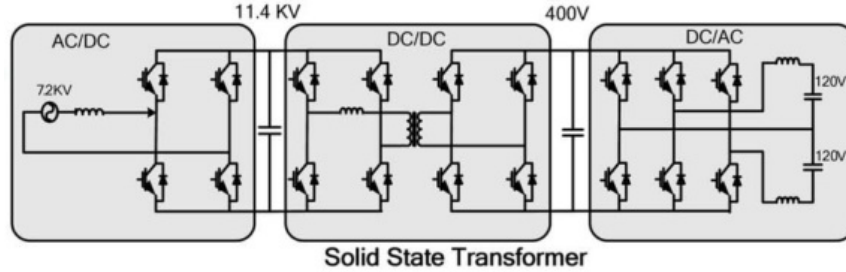 11.4 KV
400V
AC/DC
DC/DC
DC/AC
72KV
120V
120V
Solid State Transformer